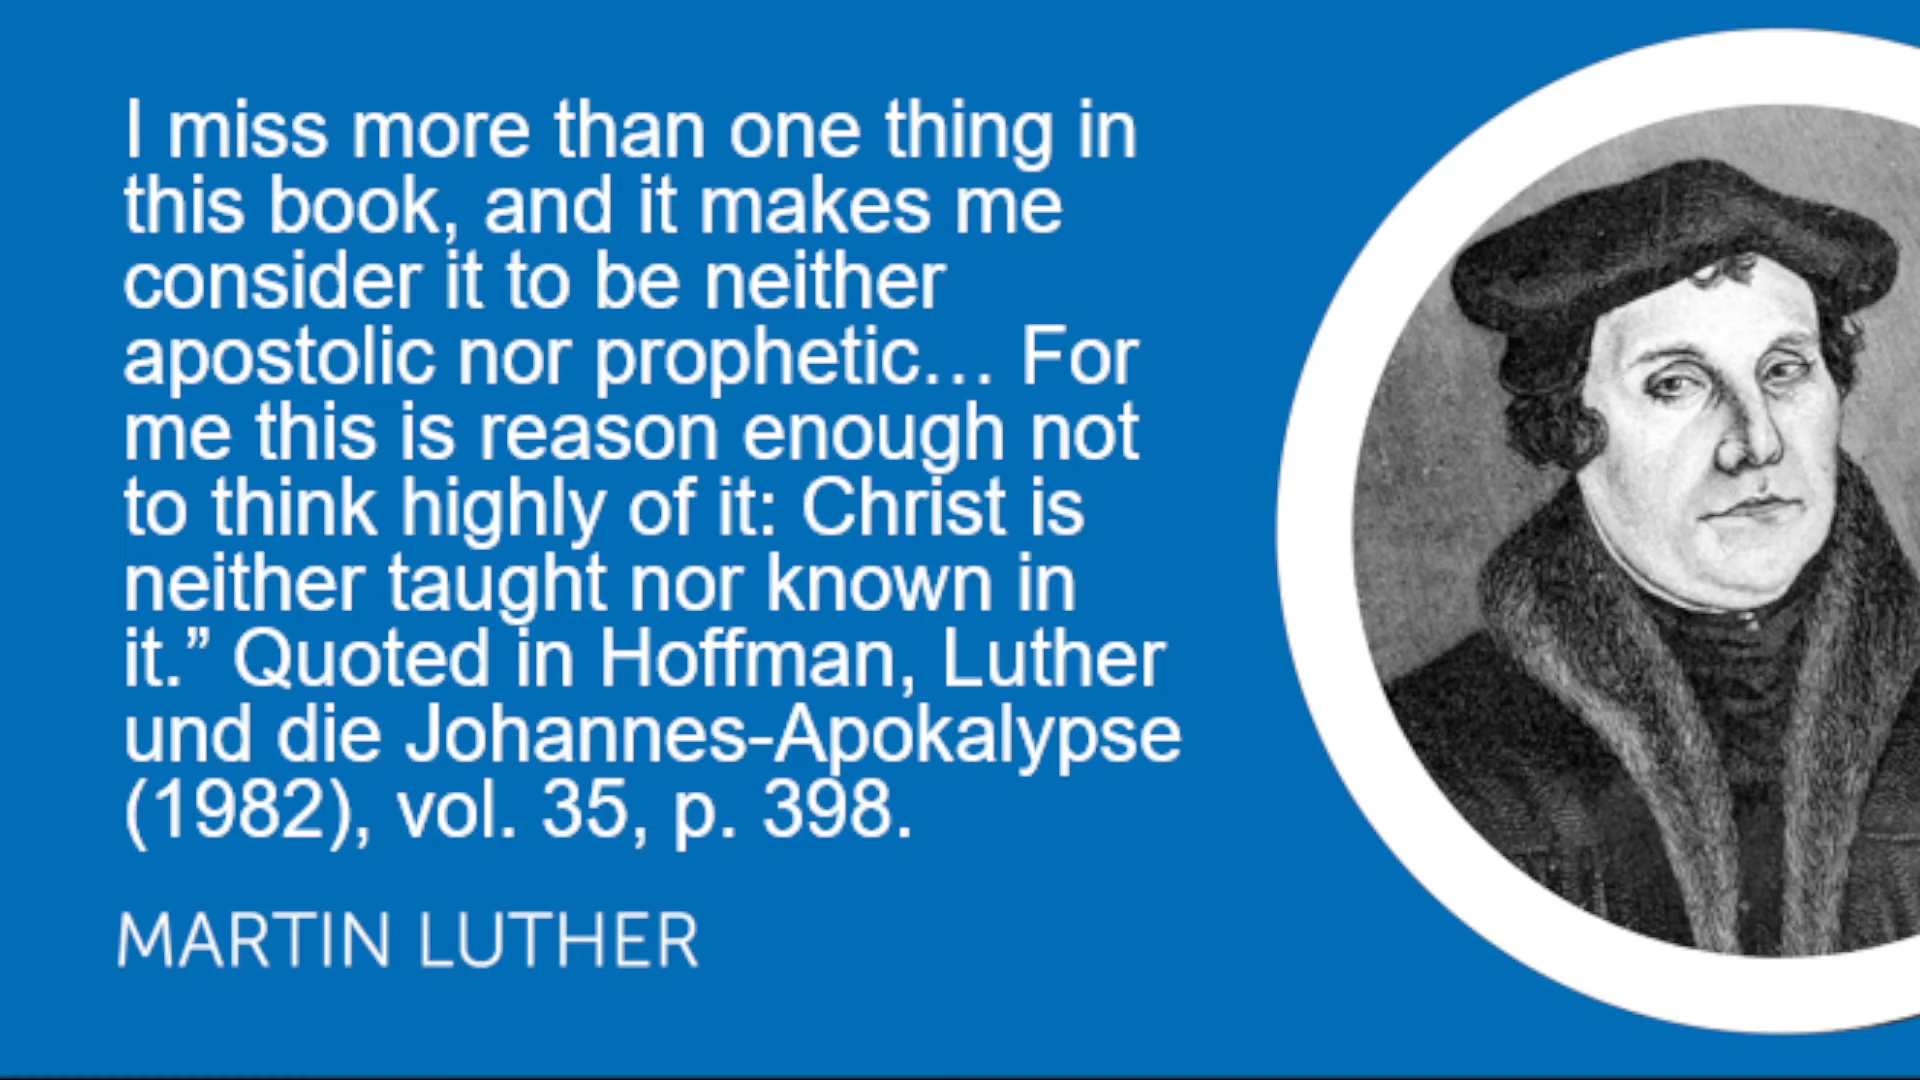 I miss more than one thing in
this book, and it makes me
consider it to be neither
apostolic nor prophetic… For
me this is reason enough not
to think highly of it: Christ is
neither taught nor known in
it.” Quoted in Hoffman, Luther
und die Johannes-Apokalypse
(1982), vol. 35, p. 398.
MARTIN LUTHER